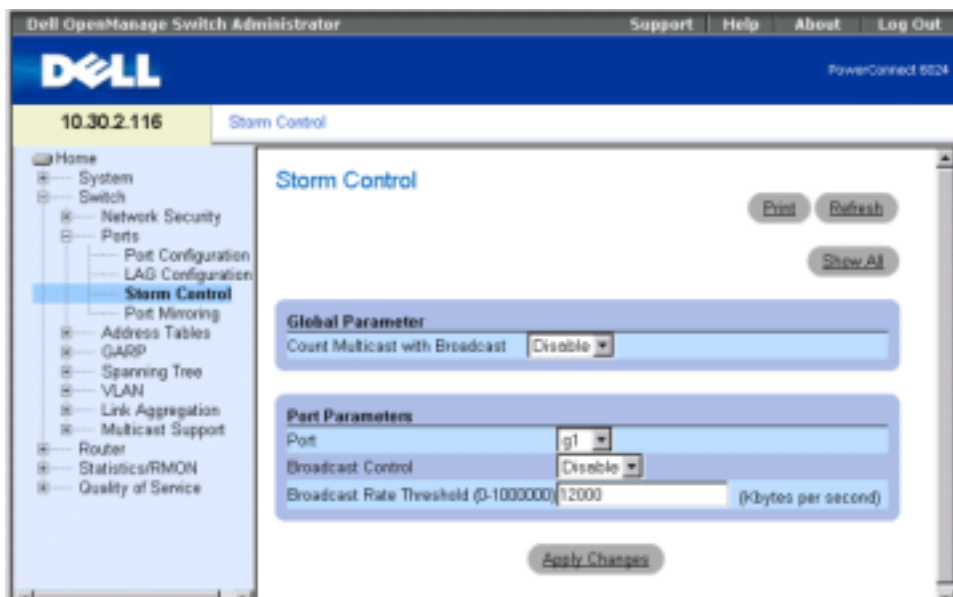 Dell OpenManage Switch Administrator Support Help About Log Out
DELL
PowerConnect 6024
10.30.2.116
Storm Control
Home
System
Switch
Network Security
Ports
Port Configuration
LAG Configuration
Storm Control
Port Mirroring
Address Tables
GARP
Spanning Tree
VLAN
Link Aggregation
Multicast Support
Router
Statistics/RMON
Quality of Service
Storm Control
Print Refresh
Show All
Global Parameter
Count Multicast with Broadcast Disable
Port Parameters
Port g1
Broadcast Control Disable
Broadcast Rate Threshold (0-1000000) 12000 (Kbytes per second)
Apply Changes